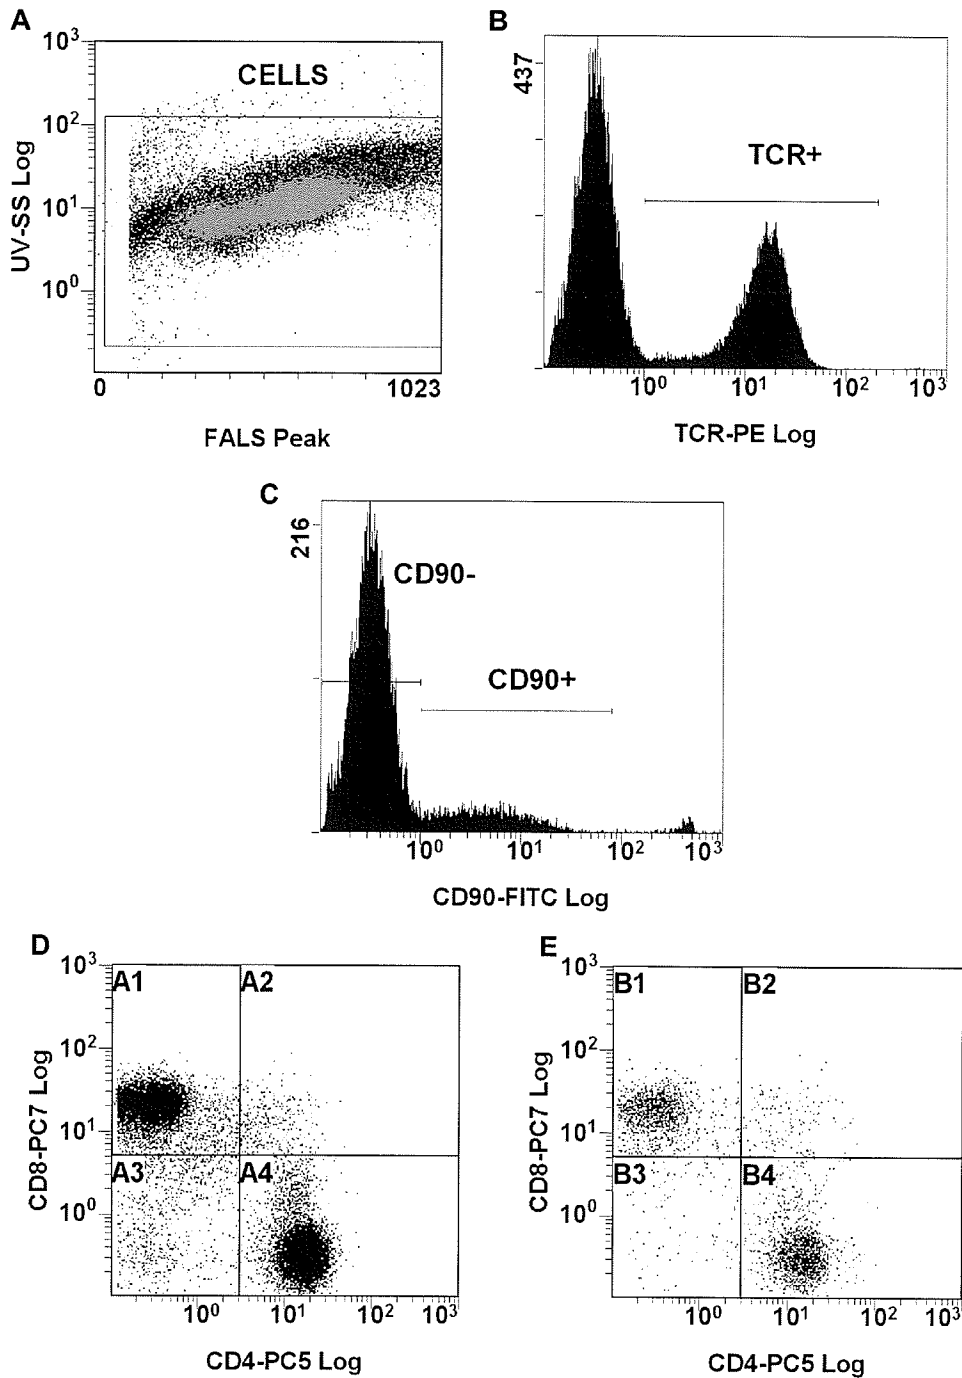 A
10³
CELLS
10²
10¹
10⁰
UV-SS Log
0
1023
FALS Peak
B
437
TCR+
10⁰
10¹
10²
10³
TCR-PE Log
C
216
CD90-
CD90+
10⁰
10¹
10²
10³
CD90-FITC Log
D
10³
A1
A2
10²
10¹
A3
A4
10⁰
CD8-PC7 Log
10⁰
10¹
10²
10³
CD4-PC5 Log
E
10³
B1
B2
10²
10¹
B3
B4
10⁰
CD8-PC7 Log
10⁰
10¹
10²
10³
CD4-PC5 Log